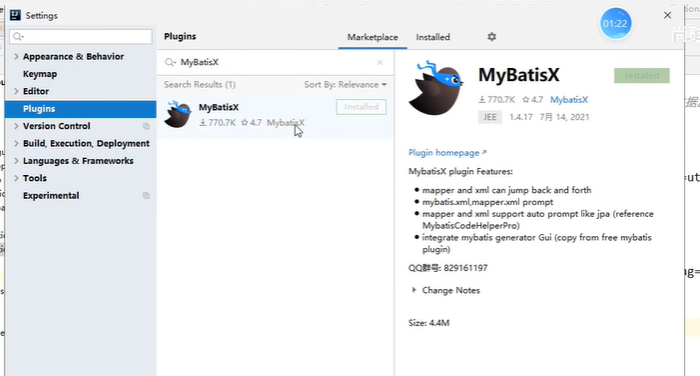 Settings
01:22
Plugins
Marketplace
Installed
Appearance & Behavior
Keymap
Editor
Plugins
Version Control
Build, Execution, Deployment
Languages & Frameworks
Tools
Experimental
MyBatisX
Search Results (1)
Sort By: Relevance
MyBatisX
770.7K 4.7 MybatisX
Installed
MyBatisX
Installed
770.7K 4.7 MybatisX
JEE 1.4.17 7月 14, 2021
Plugin homepage
MybatisX plugin Features:
mapper and xml can jump back and forth
mybatis.xml,mapper.xml prompt
mapper and xml support auto prompt like jpa (reference
MybatisCodeHelperPro)
integrate mybatis generator Gui (copy from free mybatis
plugin)
QQ群号: 829161197
Change Notes
Size: 4.4M